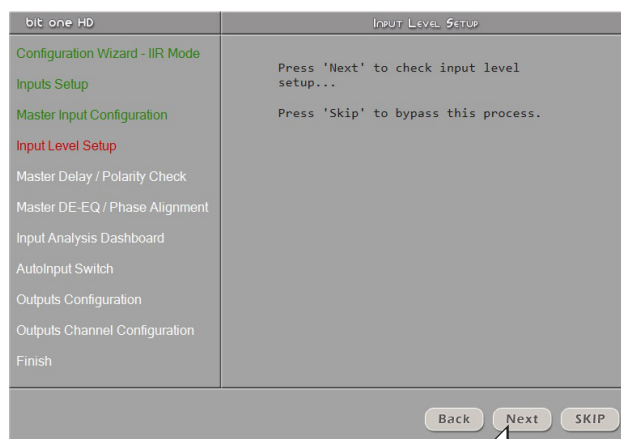 bit one HD
Input Level Setup
Configuration Wizard - IIR Mode
Inputs Setup
Master Input Configuration
Input Level Setup
Master Delay / Polarity Check
Master DE-EQ / Phase Alignment
Input Analysis Dashboard
AutoInput Switch
Outputs Configuration
Outputs Channel Configuration
Finish
Press 'Next' to check input level
setup...
Press 'Skip' to bypass this process.
Back
Next
SKIP